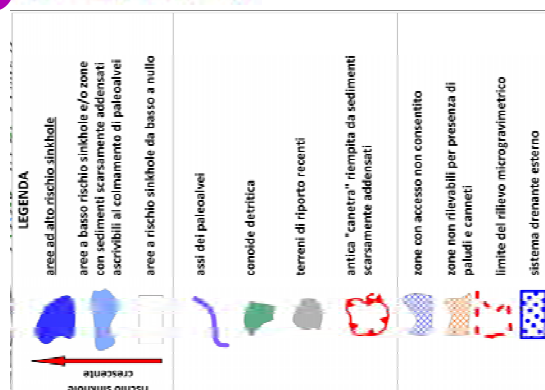 LEGENDA
aree ad alto rischio sinkhole
aree a basso rischio sinkhole e/o zone
con sedimenti scarsamente addensati
ascrivibili al colmamento di paleoalvei
aree a rischio sinkhole da basso a nullo
assi dei paleoalvei
conoide detritica
terreni di riporto recenti
antica "canetra" riempita da sedimenti
scarsamente addensati
zone con accesso non consentito
zone non rilevabili per presenza di
paludi e canneti
limite del rilievo microgravimetrico
sistema drenante esterno
rischio sinkhole
crescente